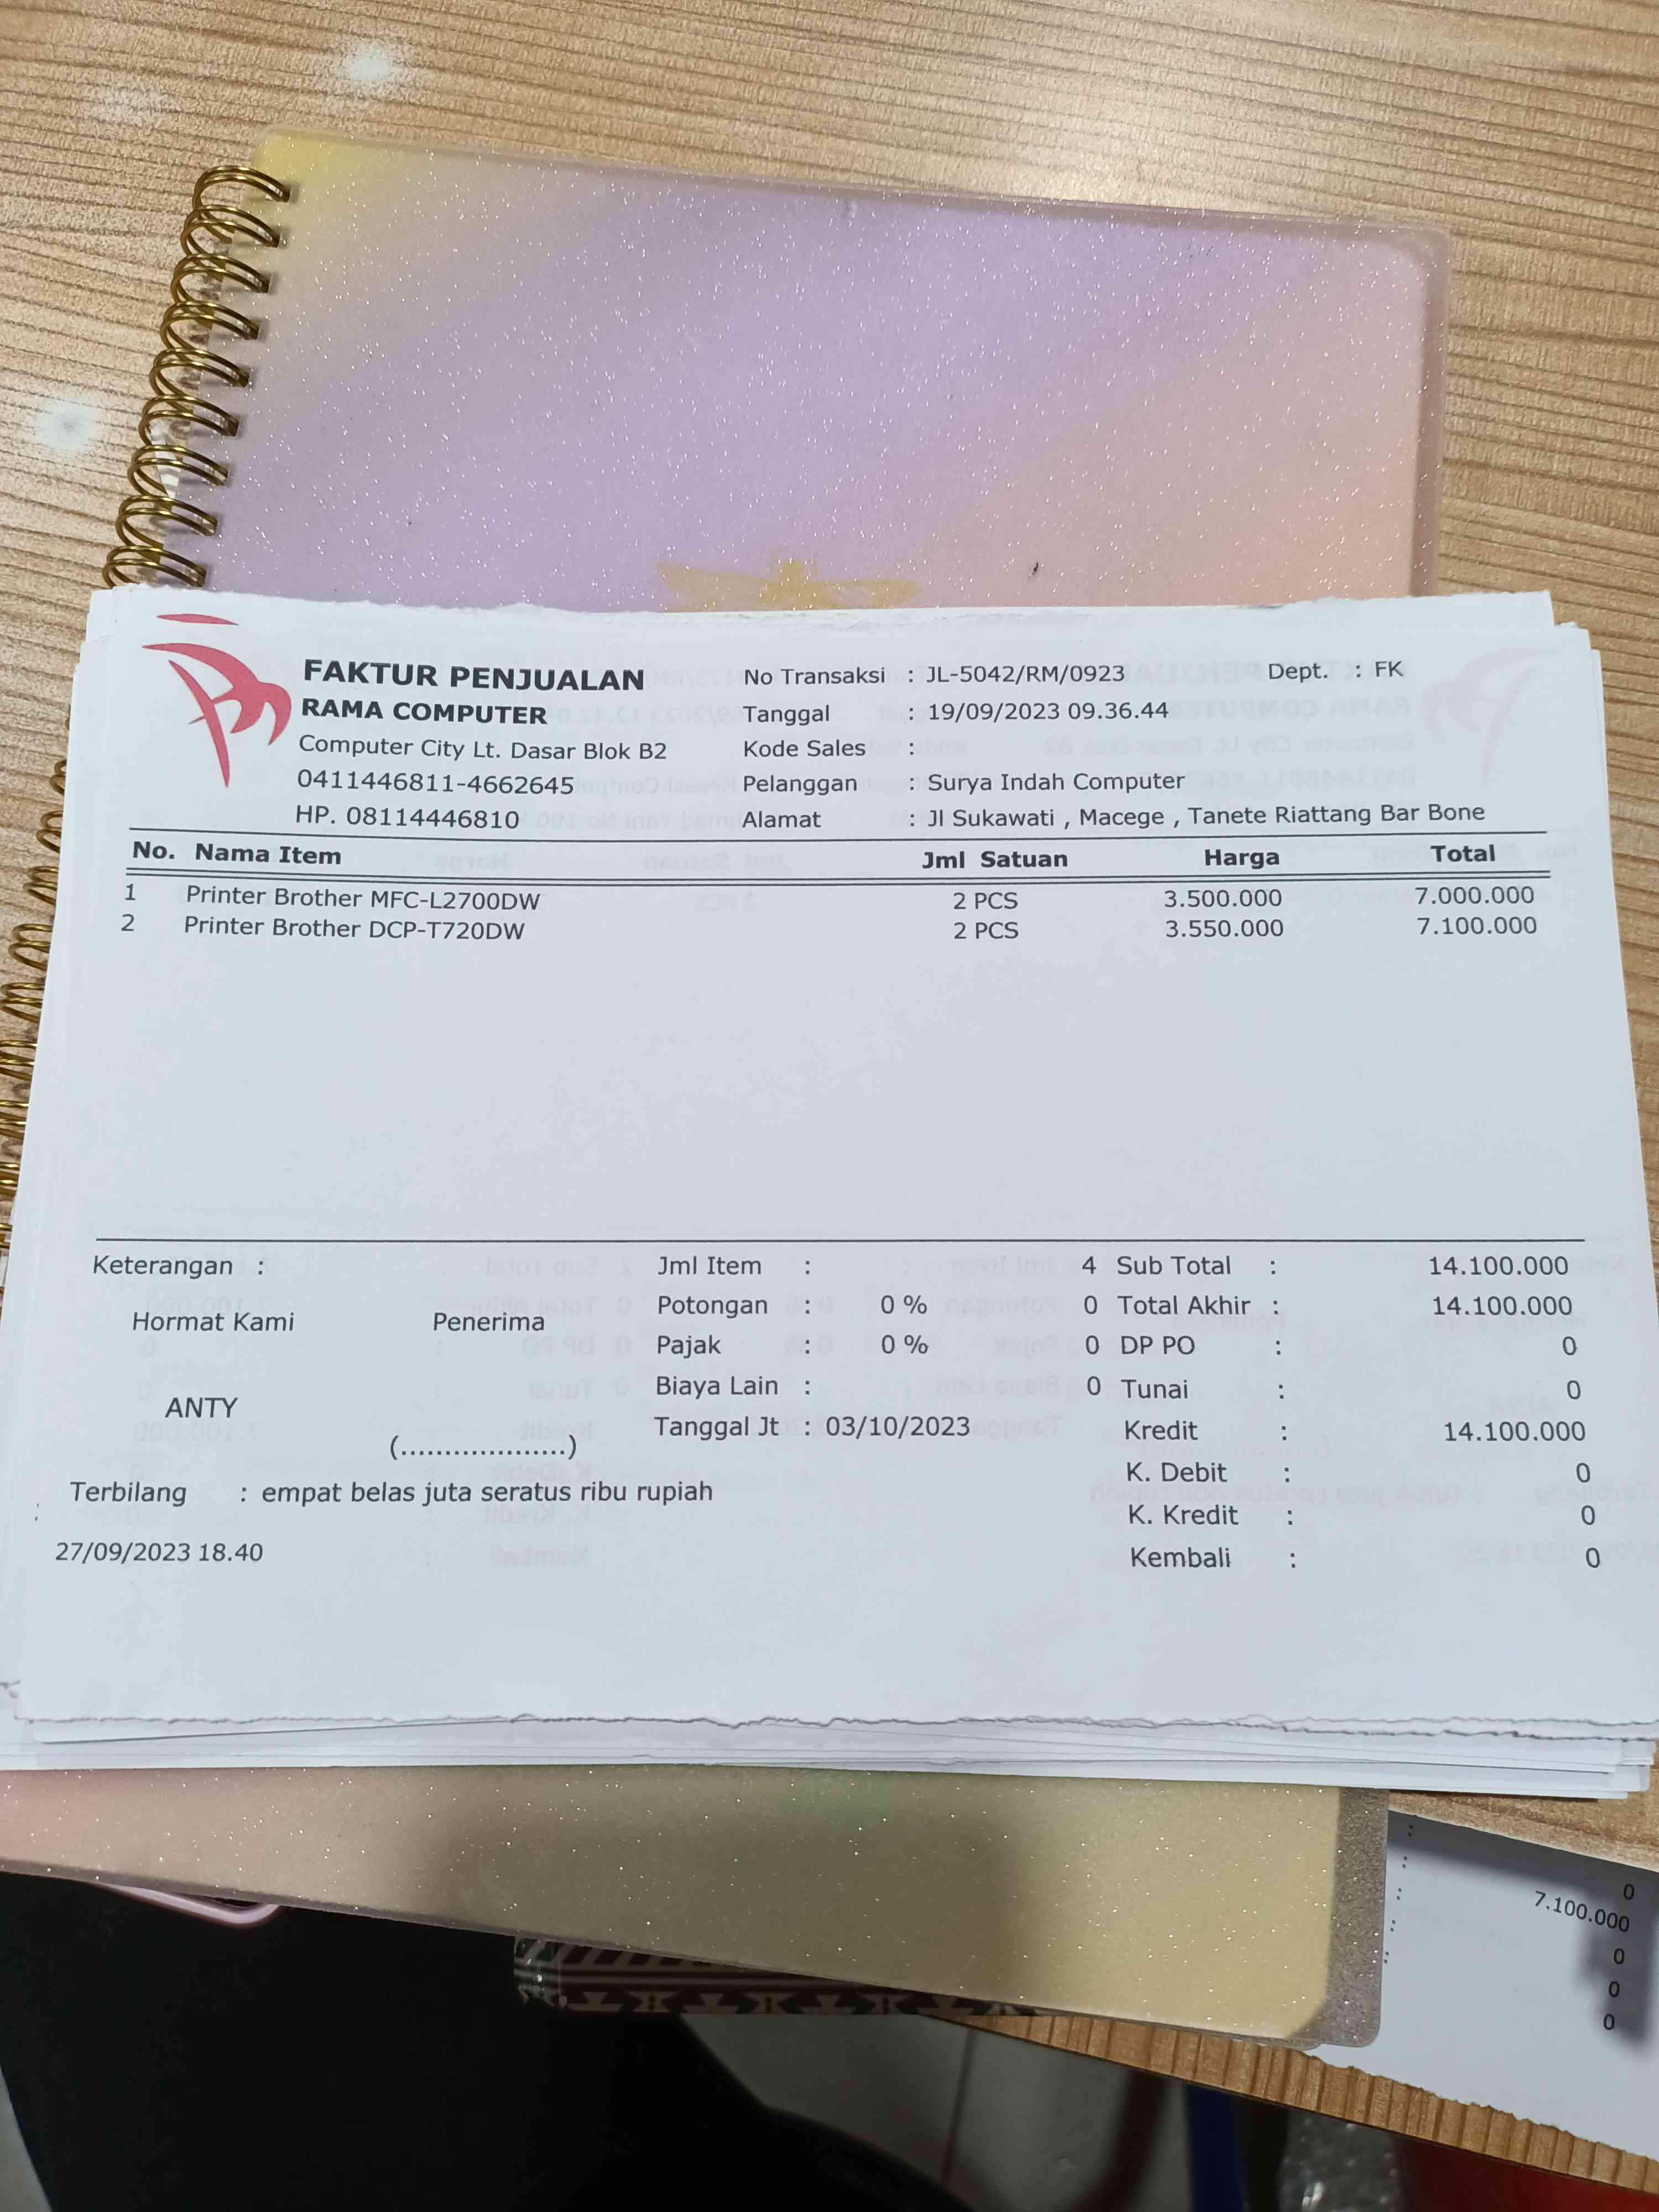 FAKTUR PENJUALAN
RAMA COMPUTER
Computer City Lt. Dasar Blok B2
0411446811-4662645
HP. 08114446810
No Transaksi : JL-5042/RM/0923 Dept. : FK
Tanggal : 19/09/2023 09.36.44
Kode Sales :
Pelanggan : Surya Indah Computer
Alamat : Jl Sukawati , Macege , Tanete Riattang Bar Bone
No. Nama Item Jml Satuan Harga Total
1 Printer Brother MFC-L2700DW 2 PCS 3.500.000 7.000.000
2 Printer Brother DCP-T720DW 2 PCS 3.550.000 7.100.000
Keterangan :
Hormat Kami Penerima
ANTY
(..................)
Jml Item : 4
Potongan : 0 % 0
Pajak : 0 % 0
Biaya Lain : 0
Tanggal Jt : 03/10/2023
Sub Total : 14.100.000
Total Akhir : 14.100.000
DP PO : 0
Tunai : 0
Kredit : 14.100.000
K. Debit : 0
K. Kredit : 0
Kembali : 0
Terbilang : empat belas juta seratus ribu rupiah
27/09/2023 18.40
: 0
: 7.100.000
: 0
: 0
: 0